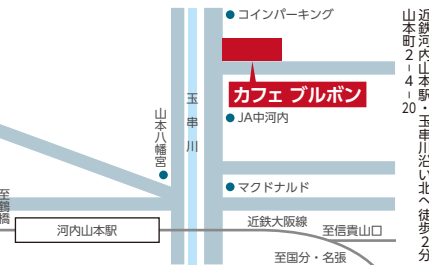 近鉄河内山本駅・玉串川沿い北へ徒歩2分
山本町2-4-20
コインパーキング
カフェ ブルボン
JA中河内
玉串川
山本八幡宮
マクドナルド
至鶴橋
河内山本駅
近鉄大阪線
至信貴山口
至国分・名張